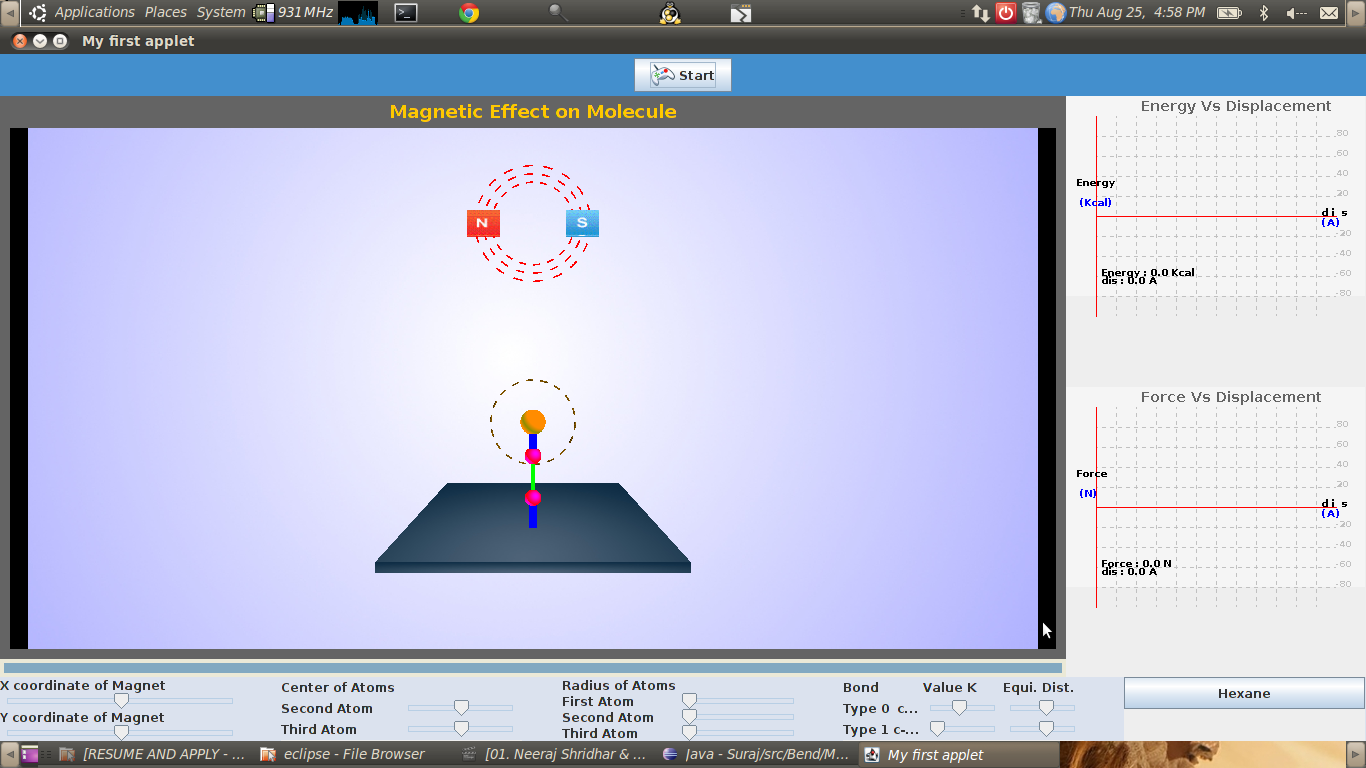 Applications Places System 931 MHz Thu Aug 25, 4:58 PM
My first applet
Start
Magnetic Effect on Molecule
N S
Energy Vs Displacement
80
60
40
Energy
20
(Kcal)
d i s
(A)
-20
-40
Energy : 0.0 Kcal
-60
dis : 0.0 A
-80
Force Vs Displacement
80
60
40
Force
20
(N)
d i s
(A)
-20
-40
Force : 0.0 N
-60
dis : 0.0 A
-80
X coordinate of Magnet
Y coordinate of Magnet
Center of Atoms
Second Atom
Third Atom
Radius of Atoms
First Atom
Second Atom
Third Atom
Bond Value K Equi. Dist.
Type 0 c...
Type 1 c-...
Hexane
[RESUME AND APPLY - ... eclipse - File Browser [01. Neeraj Shridhar & ... Java - Suraj/src/Bend/M... My first applet